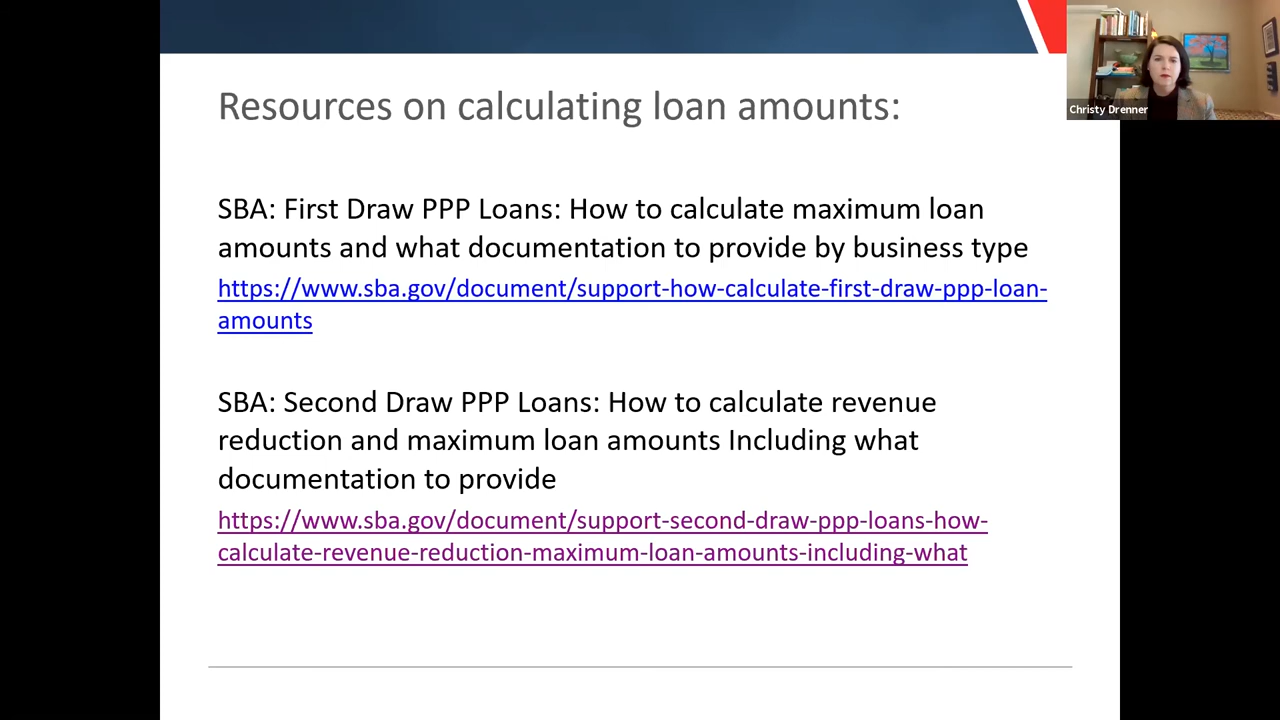 Resources on calculating loan amounts:
Christy Drenner
SBA: First Draw PPP Loans: How to calculate maximum loan
amounts and what documentation to provide by business type
https://www.sba.gov/document/support-how-calculate-first-draw-ppp-loan-
amounts
SBA: Second Draw PPP Loans: How to calculate revenue
reduction and maximum loan amounts Including what
documentation to provide
https://www.sba.gov/document/support-second-draw-ppp-loans-how-
calculate-revenue-reduction-maximum-loan-amounts-including-what